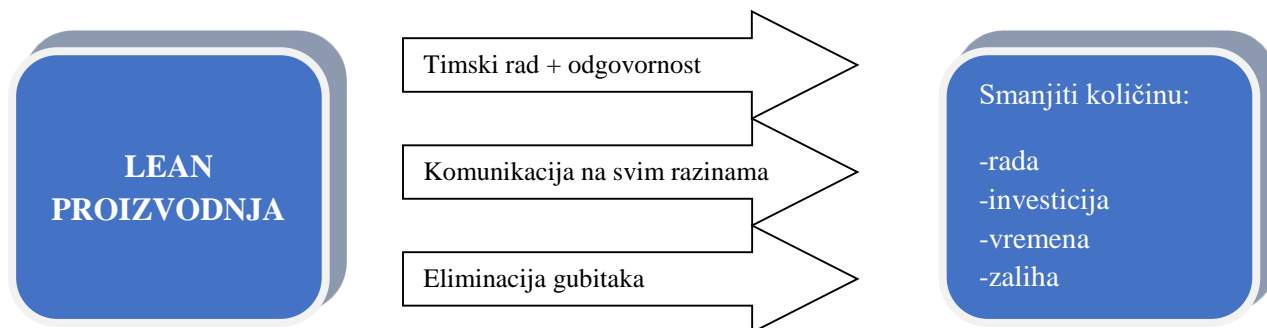 LEAN
PROIZVODNJA
Timski rad + odgovornost
Komunikacija na svim razinama
Eliminacija gubitaka
Smanjiti količinu:
-rada
-investicija
-vremena
-zaliha